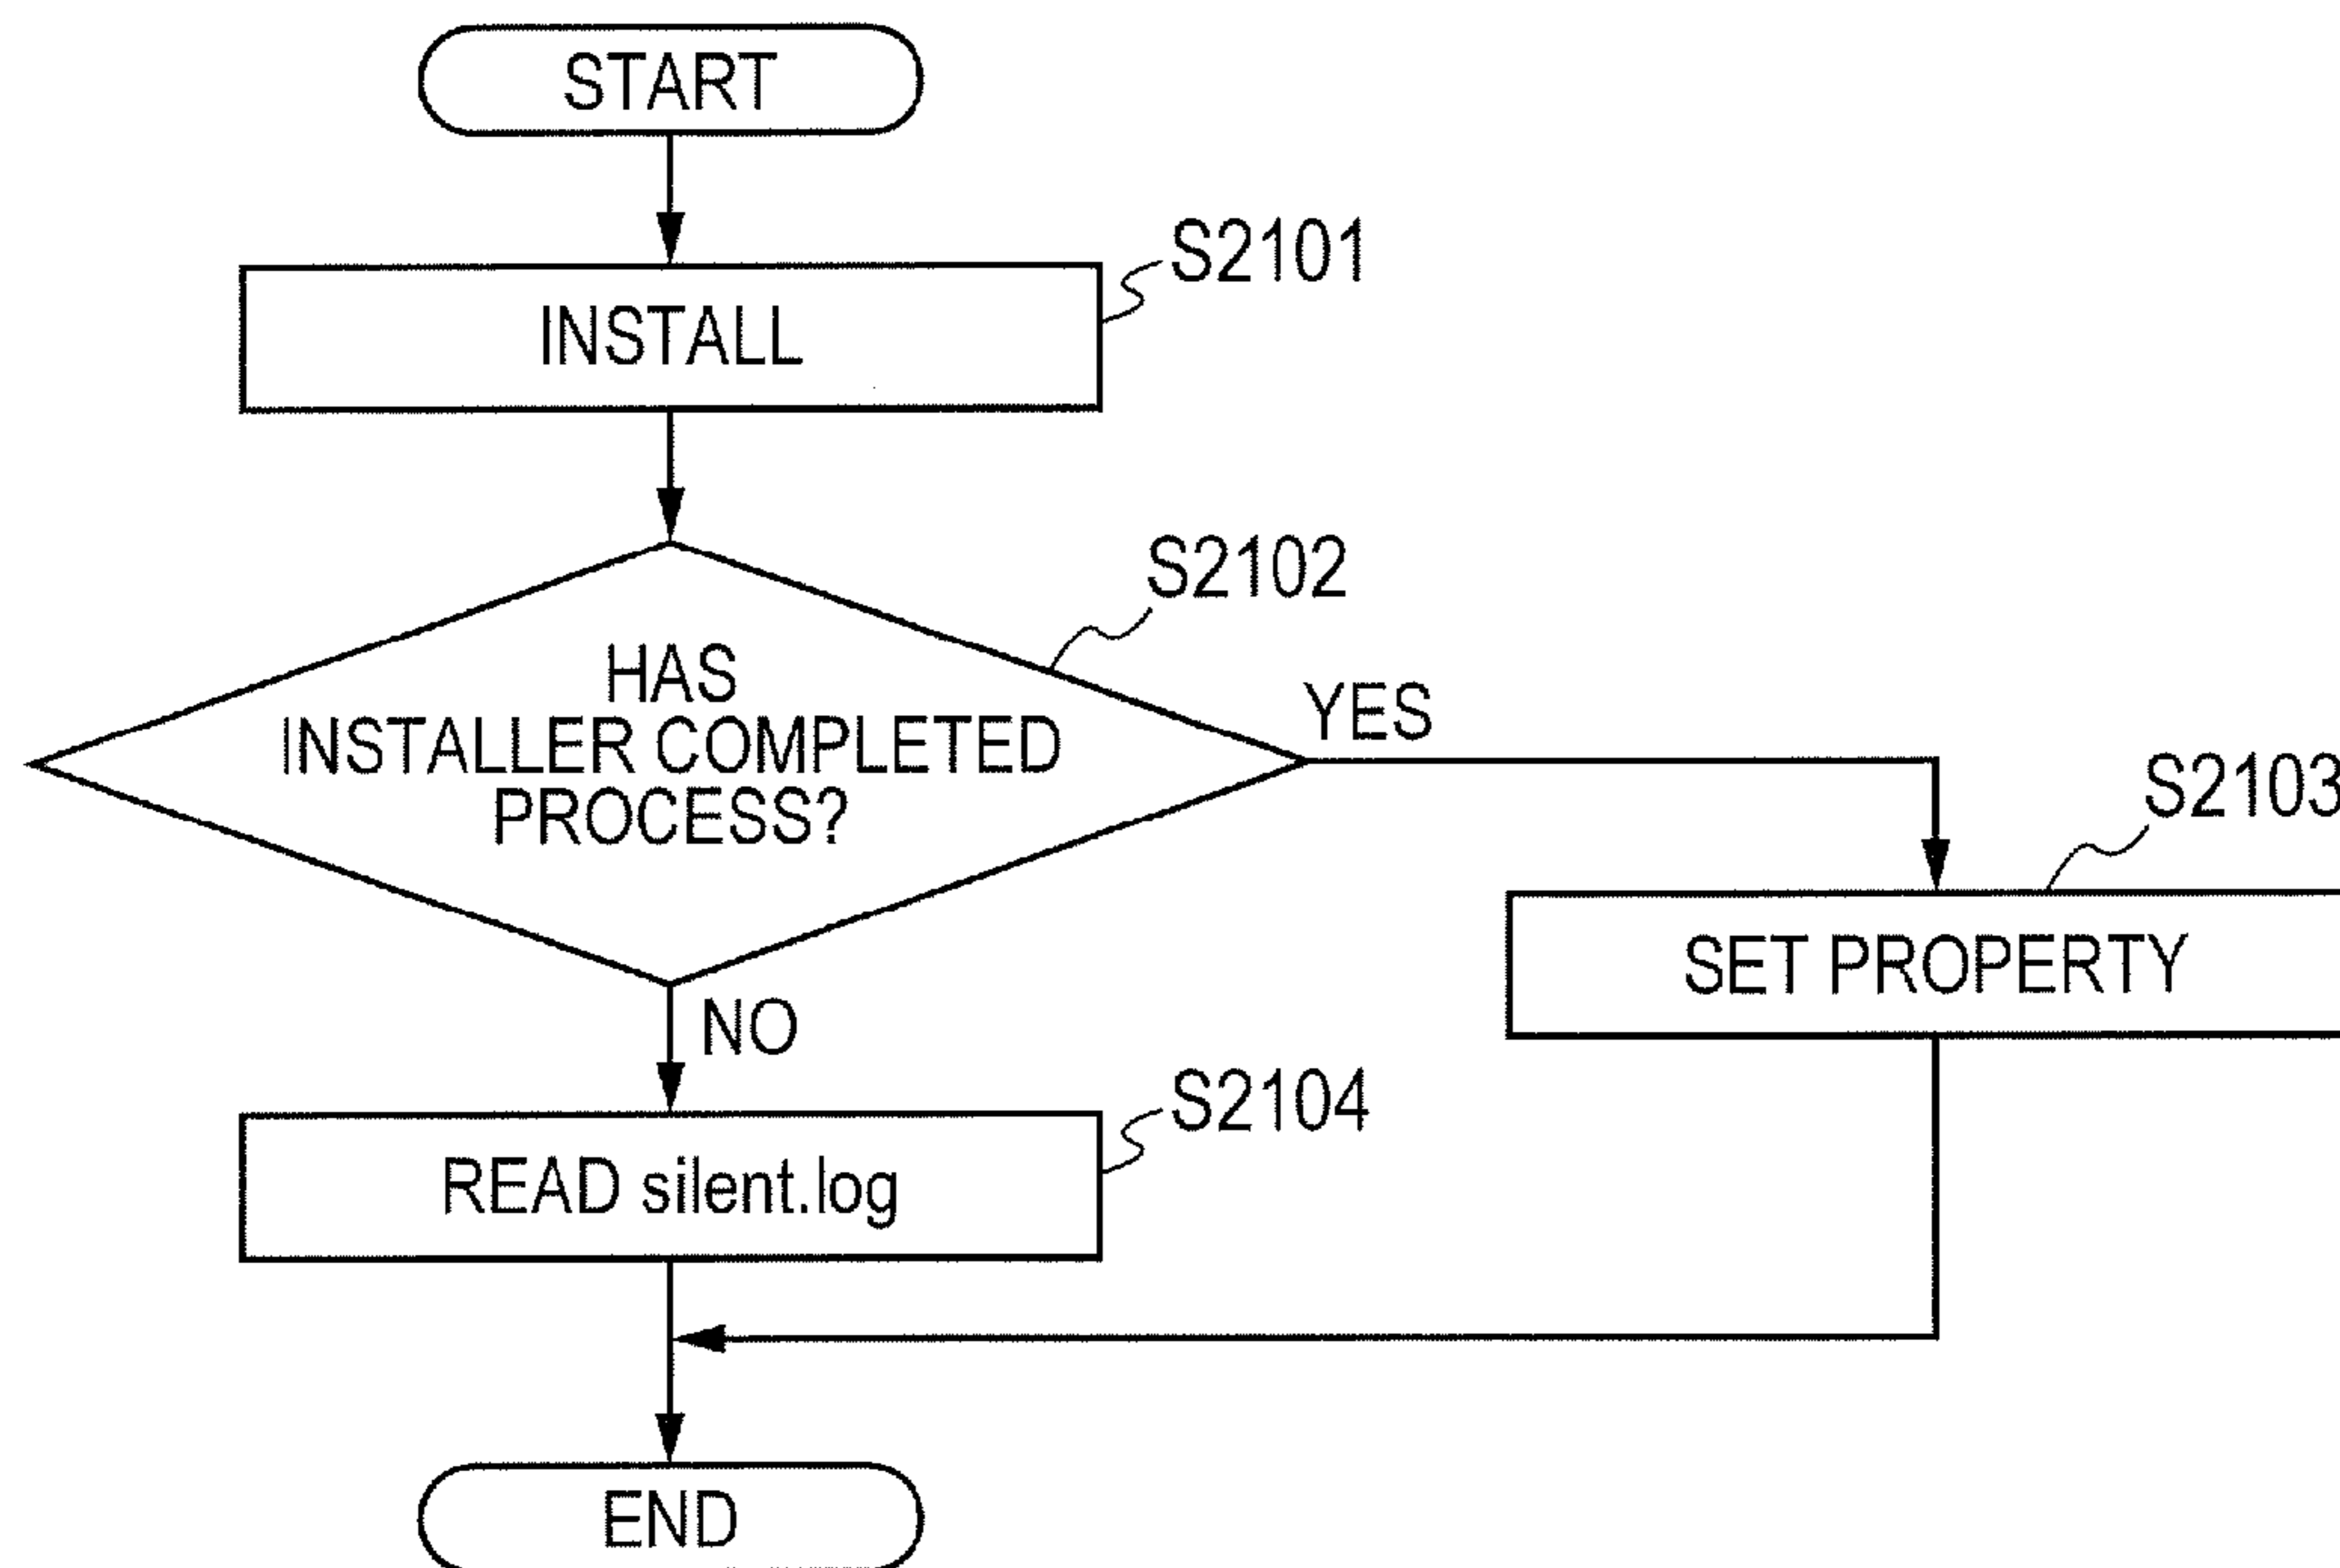 START
S2101
INSTALL
S2102
HAS
INSTALLER COMPLETED
PROCESS?
YES
S2103
SET PROPERTY
NO
S2104
READ silent.log
END